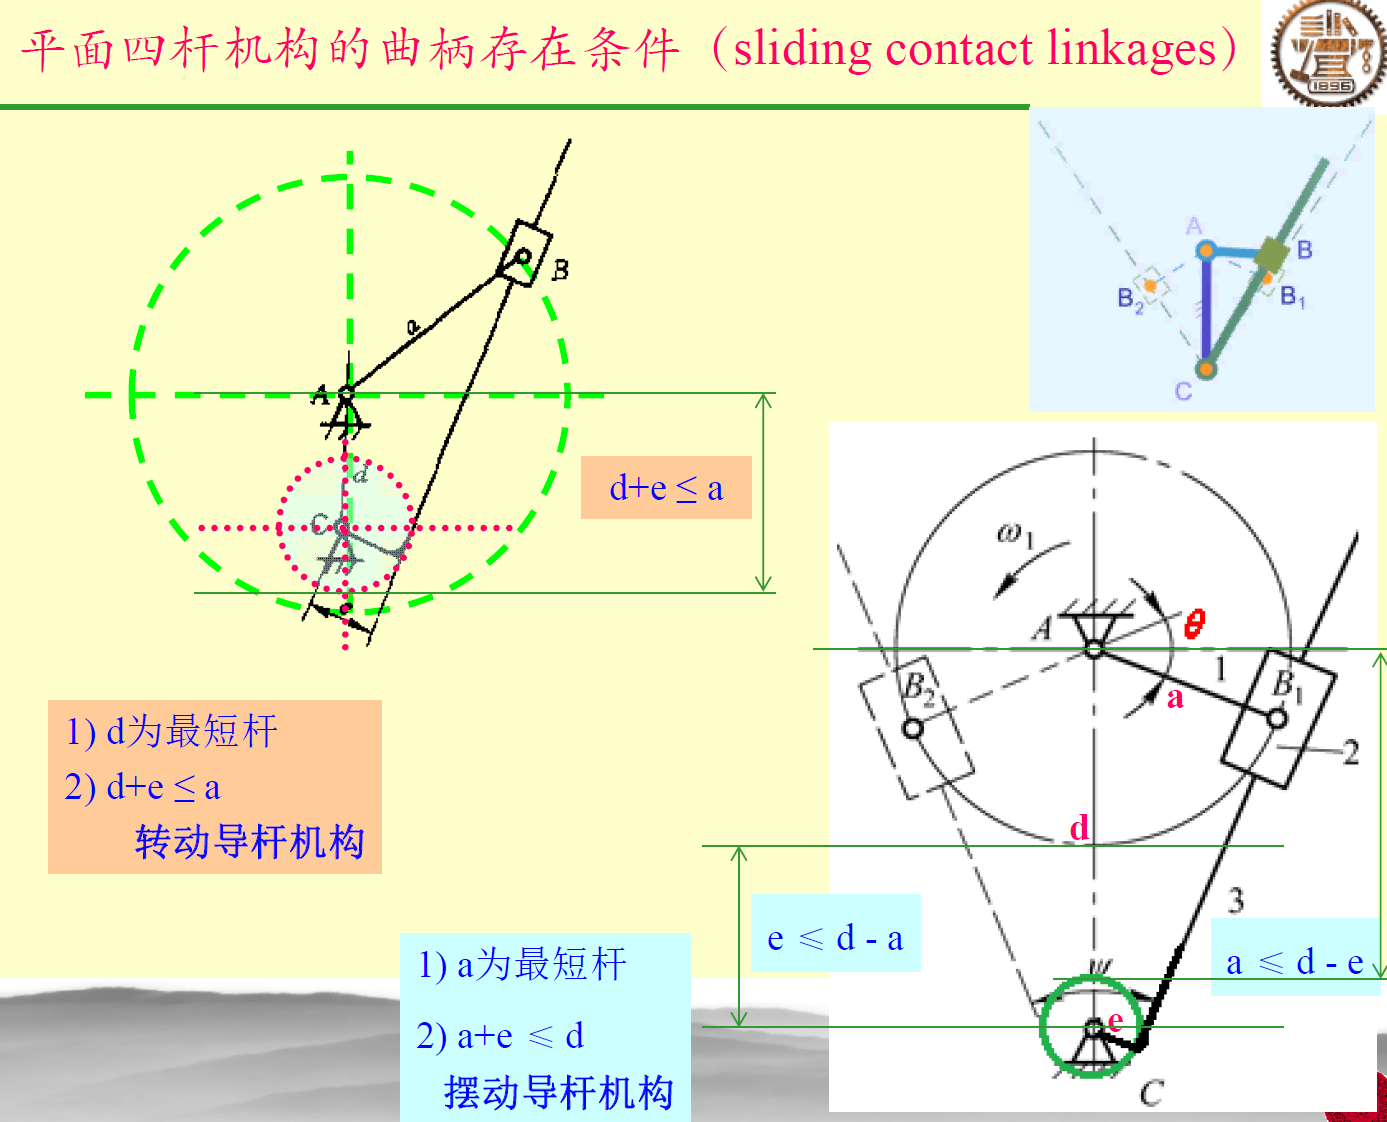 平面四杆机构的曲柄存在条件（sliding contact linkages）
1896
A
B
B2
B1
C
B
a
A
d
C
e
d+e ≤ a
ω1
A
θ
1
B2
a
B1
2
d
3
ψ
e
C
1) d为最短杆
2) d+e ≤ a
转动导杆机构
e ≤ d - a
a ≤ d - e
1) a为最短杆
2) a+e ≤ d
摆动导杆机构